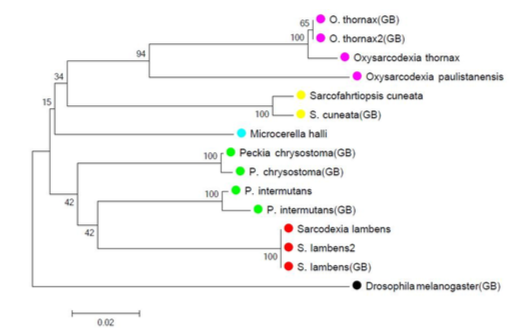 65
O. thornax(GB)
100
O. thornax2(GB)
94
Oxysarcodexia thornax
34
Oxysarcodexia paulistanensis
15
Sarcofahrtiopsis cuneata
100
S. cuneata(GB)
Microcerella halli
100
Peckia chrysostoma(GB)
P. chrysostoma(GB)
42
100
P. intermutans
P. intermutans(GB)
42
Sarcodexia lambens
S. lambens2
100
S. lambens(GB)
Drosophila melanogaster(GB)
0.02